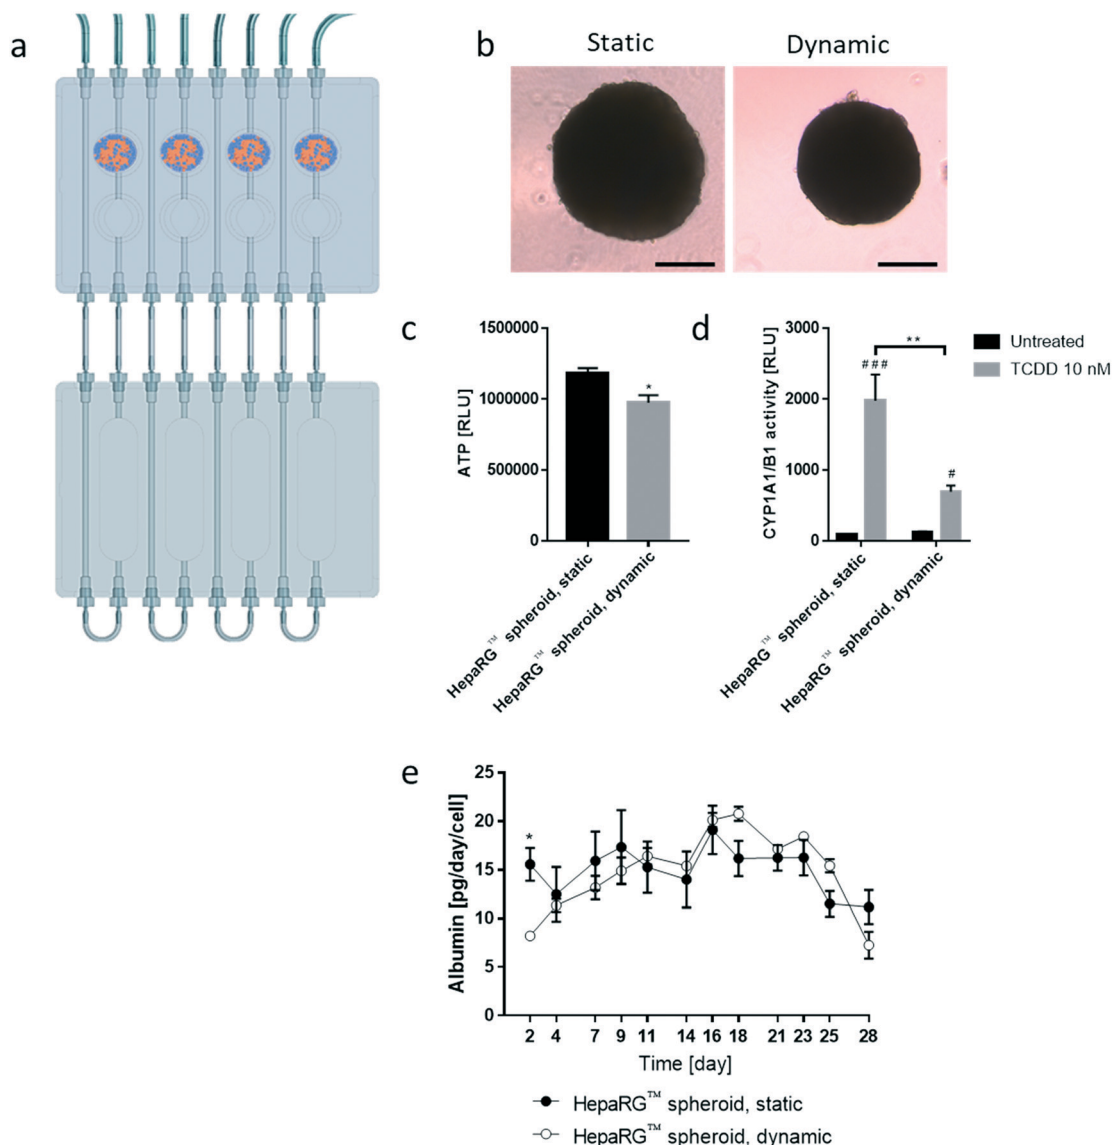 a
b
Static
Dynamic
c
1500000
1000000
500000
0
ATP [RLU]
*
HepaRG™ spheroid, static
HepaRG™ spheroid, dynamic
d
3000
2000
1000
0
CYP1A1/B1 activity [RLU]
###
**
#
Untreated
TCDD 10 nM
HepaRG™ spheroid, static
HepaRG™ spheroid, dynamic
e
25
20
15
10
5
0
Albumin [pg/day/cell]
*
2 4 7 9 11 14 16 18 21 23 25 28
Time [day]
HepaRG™ spheroid, static
HepaRG™ spheroid, dynamic